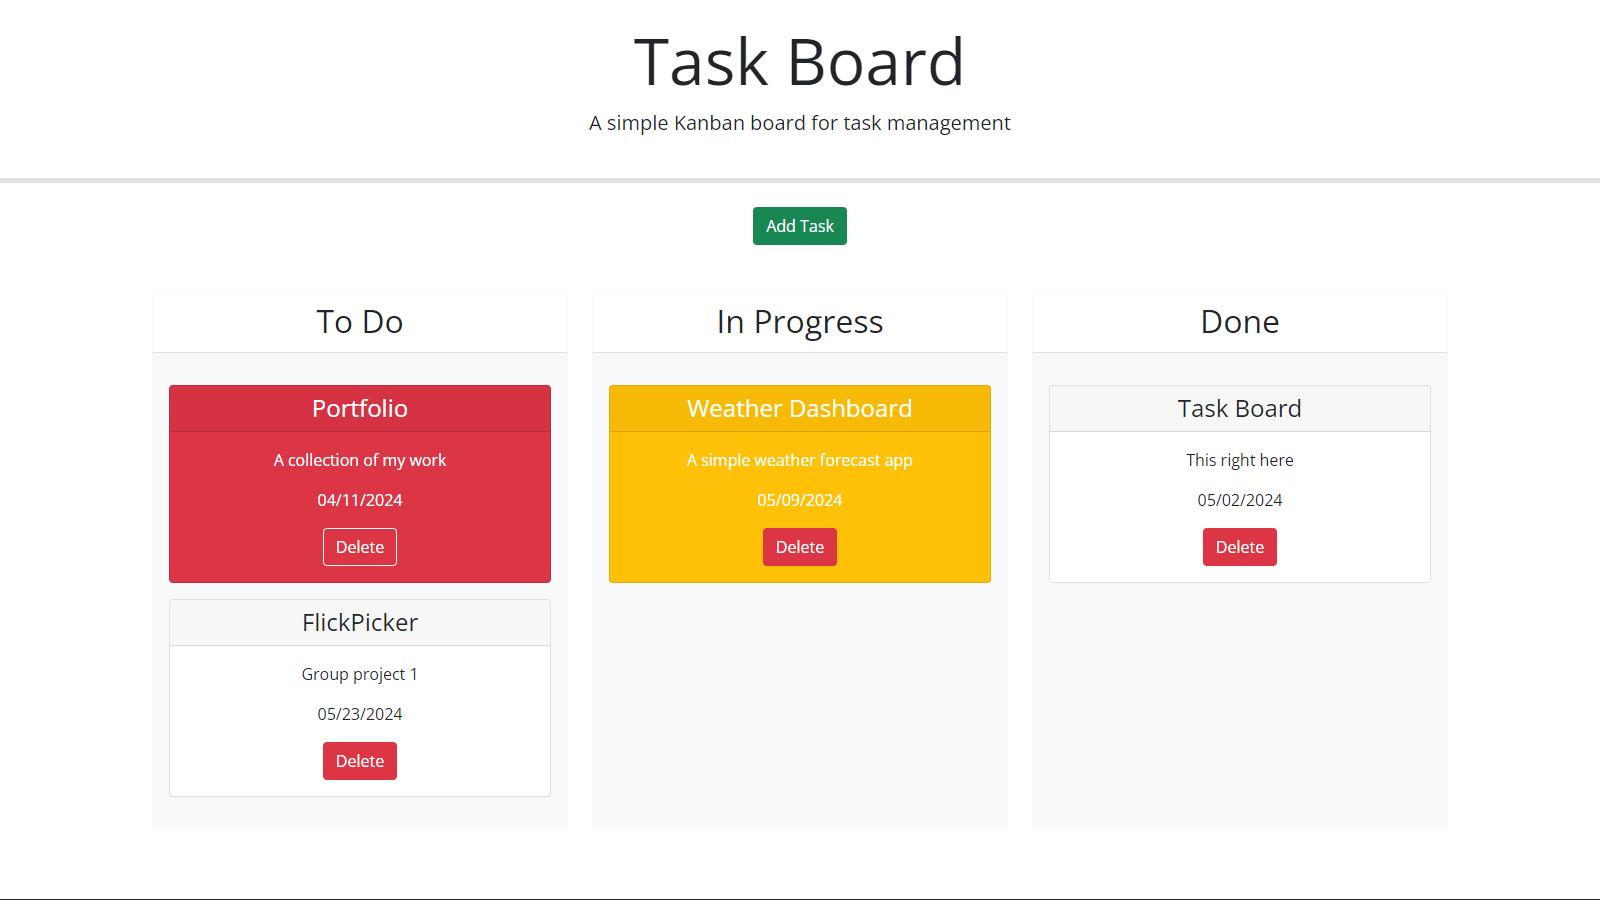 Task Board
A simple Kanban board for task management
Add Task
To Do
Portfolio
A collection of my work
04/11/2024
Delete
FlickPicker
Group project 1
05/23/2024
Delete
In Progress
Weather Dashboard
A simple weather forecast app
05/09/2024
Delete
Done
Task Board
This right here
05/02/2024
Delete